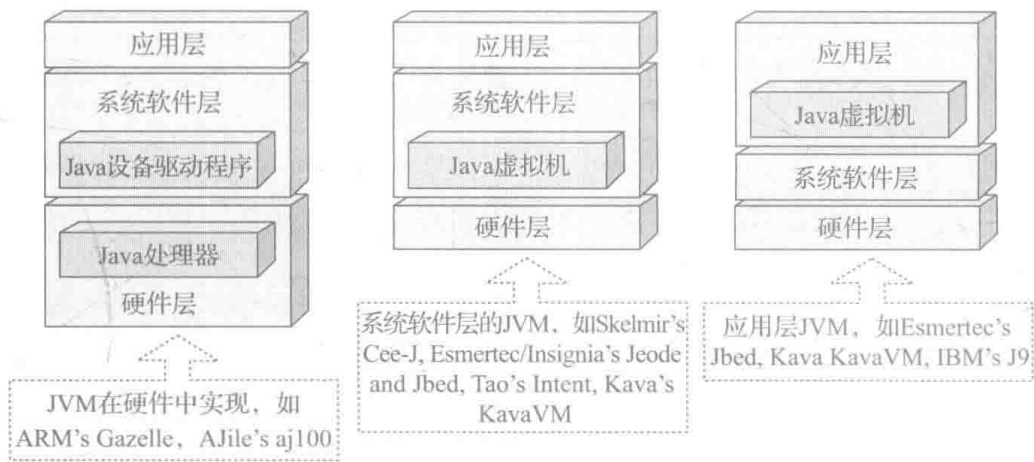 应用层
系统软件层
Java设备驱动程序
Java处理器
硬件层
JVM在硬件中实现，如
ARM's Gazelle，AJile's aj100
应用层
系统软件层
Java虚拟机
硬件层
系统软件层的JVM，如Skelmir's
Cee-J, Esmertec/Insignia's Jeode
and Jbed, Tao's Intent, Kava's
KavaVM
应用层
Java虚拟机
系统软件层
硬件层
应用层JVM，如Esmertec's
Jbed, Kava KavaVM, IBM's J9